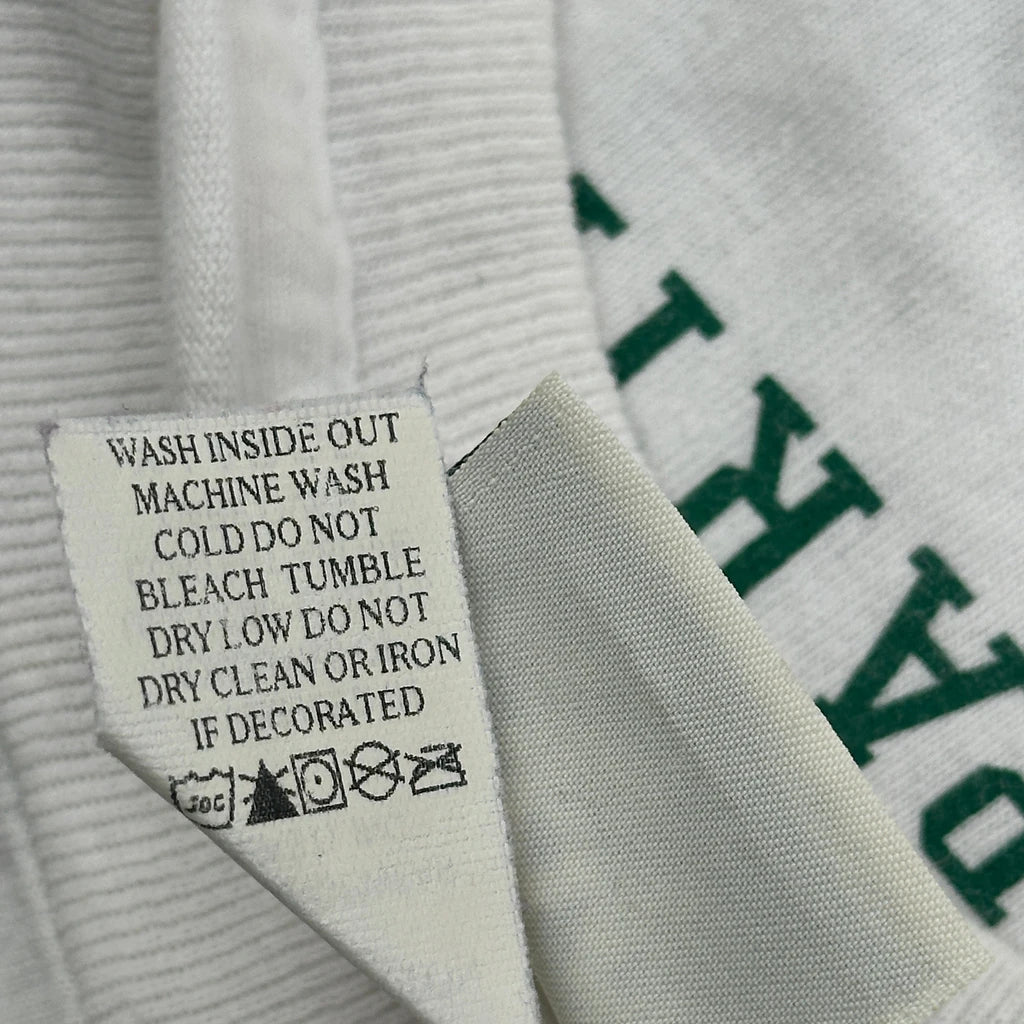 WASH INSIDE OUT
MACHINE WASH
COLD DO NOT
BLEACH TUMBLE
DRY LOW DO NOT
DRY CLEAN OR IRON
IF DECORATED